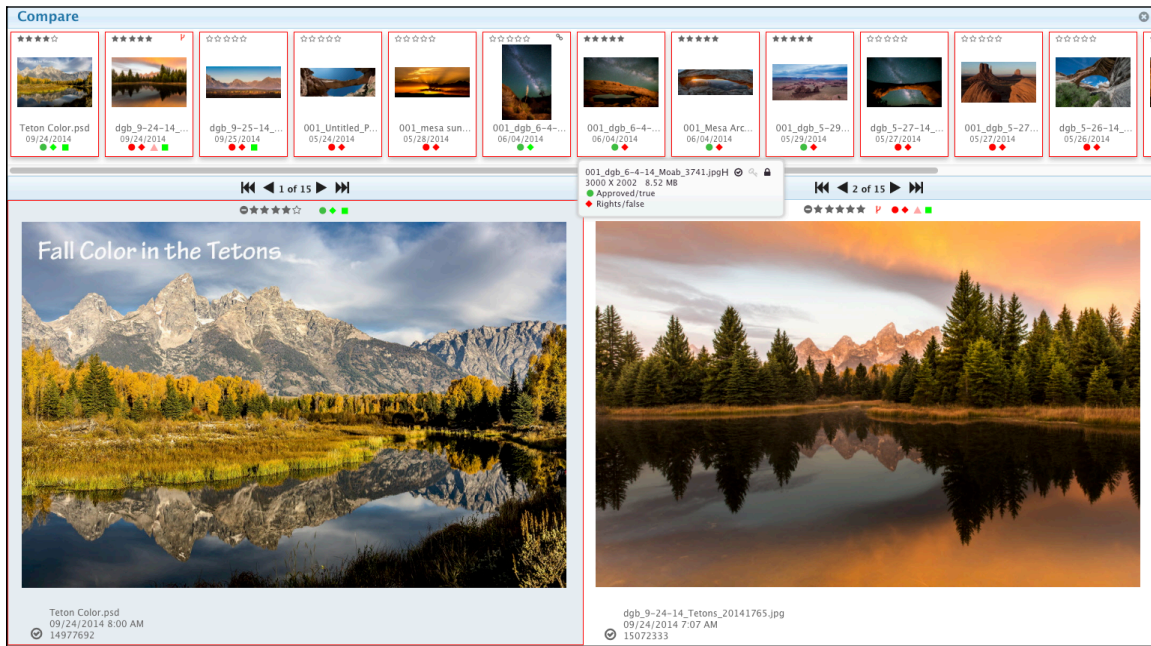 Compare
Teton Color.psd
09/24/2014
dgb_9-24-14_...
09/24/2014
dgb_9-25-14_...
09/25/2014
001_Untitled_P...
05/24/2014
001_mesa sun...
05/28/2014
001_dgb_6-4-...
06/04/2014
001_dgb_6-4-...
06/04/2014
001_Mesa Arc...
06/04/2014
001_dgb_5-29...
05/29/2014
dgb_5-27-14_...
05/27/2014
001_dgb_5-27...
05/27/2014
dgb_5-26-14_...
05/26/2014
001_dgb_6-4-14_Moab_3741.jpgH
3000 X 2002 8.52 MB
Approved/true
Rights/false
1 of 15
2 of 15
Fall Color in the Tetons
Teton Color.psd
09/24/2014 8:00 AM
14977692
dgb_9-24-14_Tetons_20141765.jpg
09/24/2014 7:07 AM
15072333